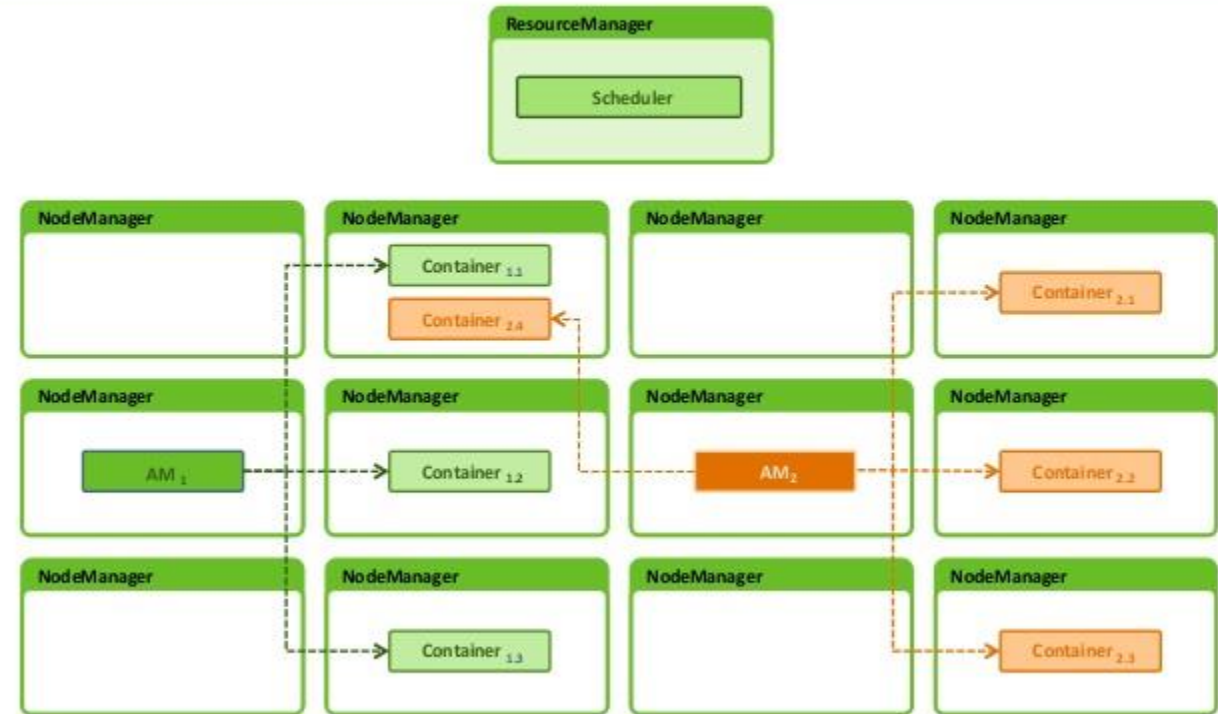 ResourceManager
Scheduler
NodeManager
NodeManager
NodeManager
NodeManager
Container 1.1
Container 2.4
Container 2.1
NodeManager
NodeManager
NodeManager
NodeManager
AM 1
Container 1.2
AM2
Container 2.2
NodeManager
NodeManager
NodeManager
NodeManager
Container 1.3
Container 2.3